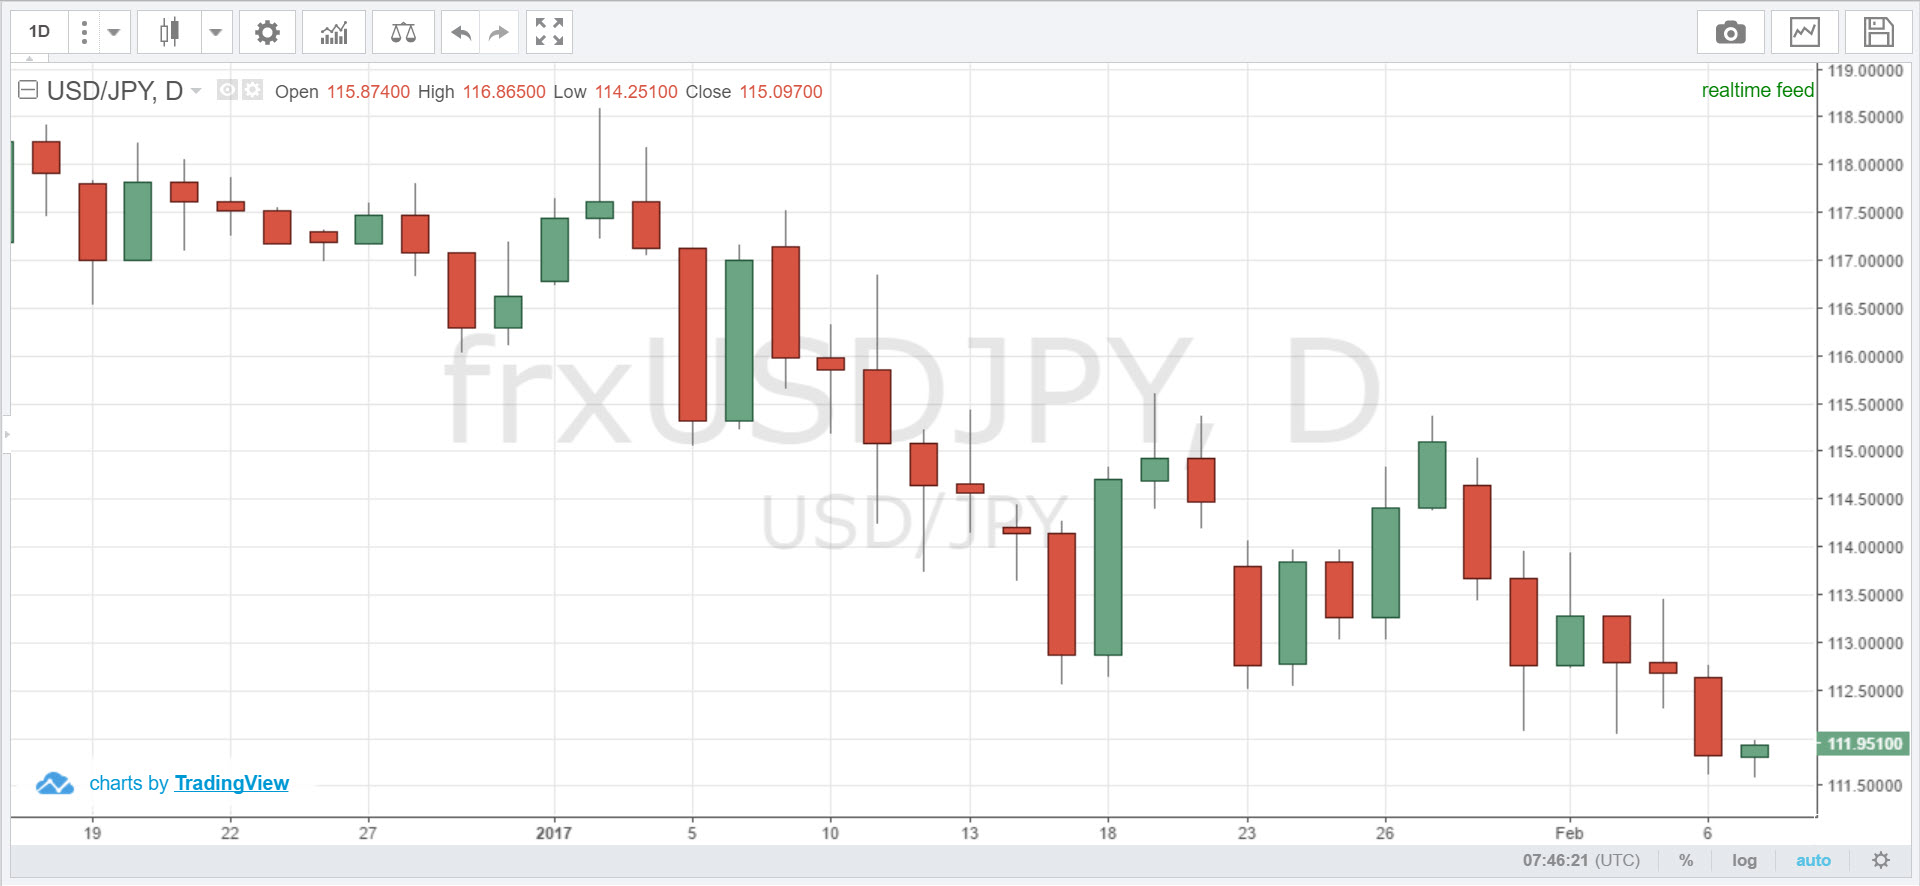 1D
USD/JPY, D Open 115.87400 High 116.86500 Low 114.25100 Close 115.09700
realtime feed
119.00000
118.50000
118.00000
117.50000
117.00000
116.50000
116.00000
115.50000
115.00000
114.50000
114.00000
113.50000
113.00000
112.50000
111.95100
111.50000
frxUSDJPY, D
USD/JPY
charts by TradingView
19 22 27 2017 5 10 13 18 23 26 Feb 6
07:46:21 (UTC) % log auto